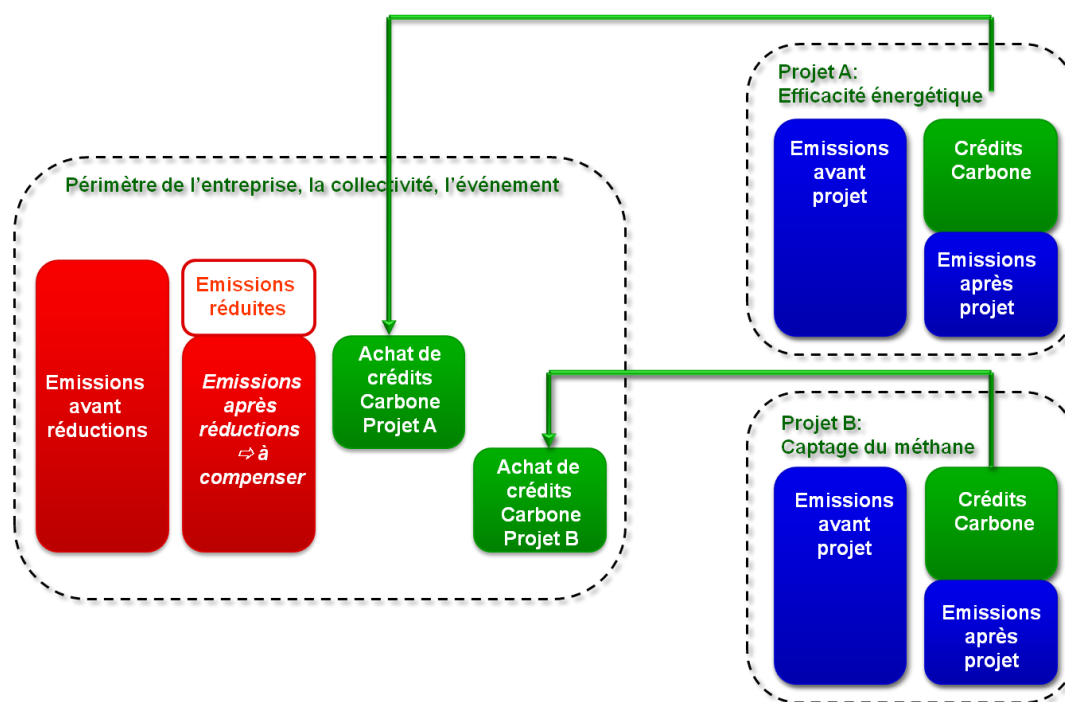 Projet A:
Efficacité énergétique
Emissions
avant
projet
Crédits
Carbone
Emissions
après
projet
Périmètre de l'entreprise, la collectivité, l'événement
Emissions
avant
réductions
Emissions
réduites
Emissions
après
réductions
⇨ à
compenser
Achat de
crédits
Carbone
Projet A
Achat de
crédits
Carbone
Projet B
Projet B:
Captage du méthane
Emissions
avant
projet
Crédits
Carbone
Emissions
après
projet